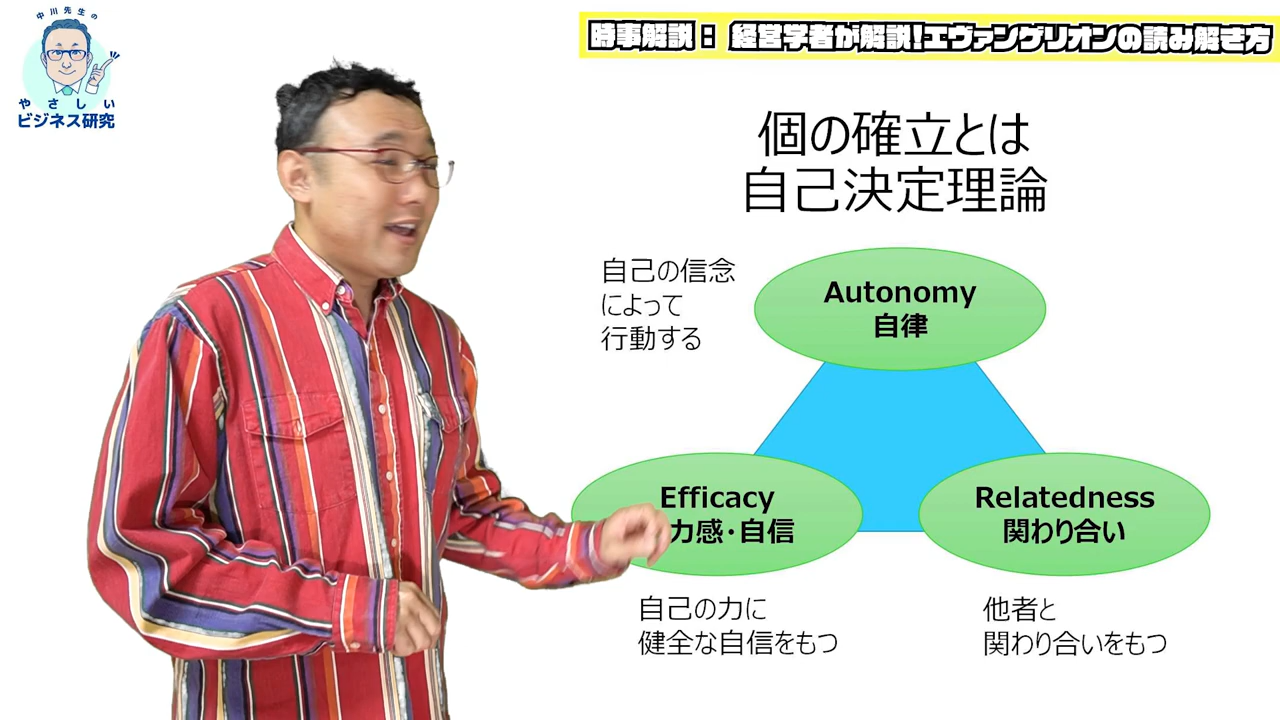 中川先生の
やさしい
ビジネス研究
時事解説： 経営学者が解説!エヴァンゲリオンの読み解き方
個の確立とは
自己決定理論
自己の信念
によって
行動する
Autonomy
自律
Efficacy
力感・自信
Relatedness
関わり合い
自己の力に
健全な自信をもつ
他者と
関わり合いをもつ